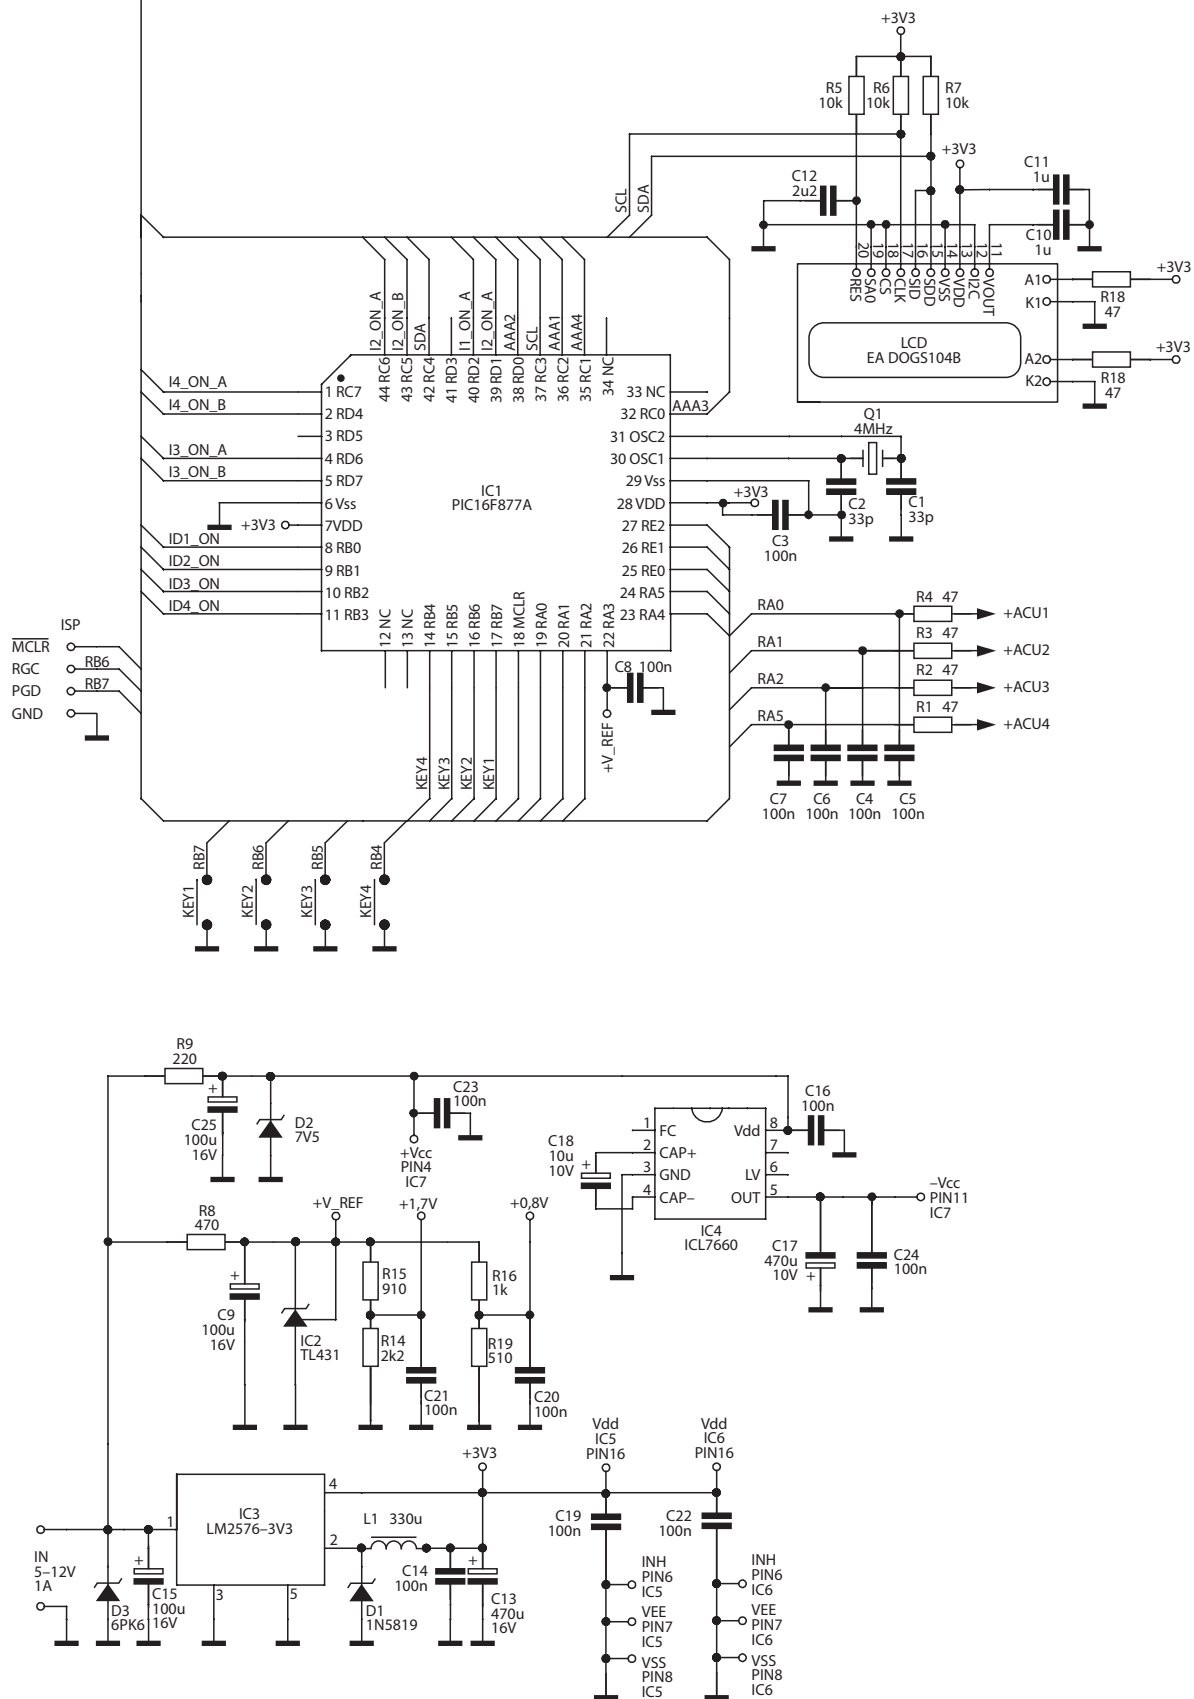 +3V3
R5
10k
R6
10k
R7
10k
SCL
SDA
+3V3
C12
2u2
C11
1u
C10
1u
20
19
18
17
16
15
14
13
12
11
RES
SA0
CS
CLK
SID
SDD
VSS
VDD
I2C
VOUT
A1
K1
A2
K2
+3V3
R18
47
+3V3
R18
47
LCD
EA DOGS104B
I2_ON_A
I2_ON_B
SDA
I1_ON_A
I2_ON_A
AAA2
SCL
AAA1
AAA4
44 RC6
43 RC5
42 RC4
41 RD3
40 RD2
39 RD1
38 RD0
37 RC3
36 RC2
35 RC1
34 NC
I4_ON_A
I4_ON_B
I3_ON_A
I3_ON_B
+3V3
ID1_ON
ID2_ON
ID3_ON
ID4_ON
1 RC7
2 RD4
3 RD5
4 RD6
5 RD7
6 Vss
7VDD
8 RB0
9 RB1
10 RB2
11 RB3
IC1
PIC16F877A
33 NC
32 RC0
31 OSC2
30 OSC1
29 Vss
28 VDD
27 RE2
26 RE1
25 RE0
24 RA5
23 RA4
AAA3
Q1
4MHz
+3V3
C2
33p
C1
33p
C3
100n
12 NC
13 NC
14 RB4
15 RB5
16 RB6
17 RB7
18 MCLR
19 RA0
20 RA1
21 RA2
22 RA3
C8 100n
+V_REF
KEY4
KEY3
KEY2
KEY1
ISP
MCLR
RGC
PGD
GND
RB6
RB7
RA0
RA1
RA2
RA5
R4 47
R3 47
R2 47
R1 47
+ACU1
+ACU2
+ACU3
+ACU4
C7
100n
C6
100n
C4
100n
C5
100n
RB7
RB6
RB5
RB4
KEY1
KEY2
KEY3
KEY4
R9
220
+
C25
100u
16V
D2
7V5
C23
100n
+Vcc
PIN4
IC7
C18
10u
10V
+
1
2
3
4
FC
CAP+
GND
CAP–
Vdd
LV
OUT
8
7
6
5
IC4
ICL7660
C16
100n
–Vcc
PIN11
IC7
C17
470u
10V
+
C24
100n
R8
470
+V_REF
+1,7V
+0,8V
+
C9
100u
16V
IC2
TL431
R15
910
R14
2k2
C21
100n
R16
1k
R19
510
C20
100n
IC3
LM2576–3V3
1
4
2
3
5
IN
5–12V
1A
D3
6PK6
+
C15
100u
16V
L1 330u
D1
1N5819
C14
100n
+
C13
470u
16V
+3V3
Vdd
IC5
PIN16
Vdd
IC6
PIN16
C19
100n
C22
100n
INH
PIN6
IC5
VEE
PIN7
IC5
VSS
PIN8
IC5
INH
PIN6
IC6
VEE
PIN7
IC6
VSS
PIN8
IC6